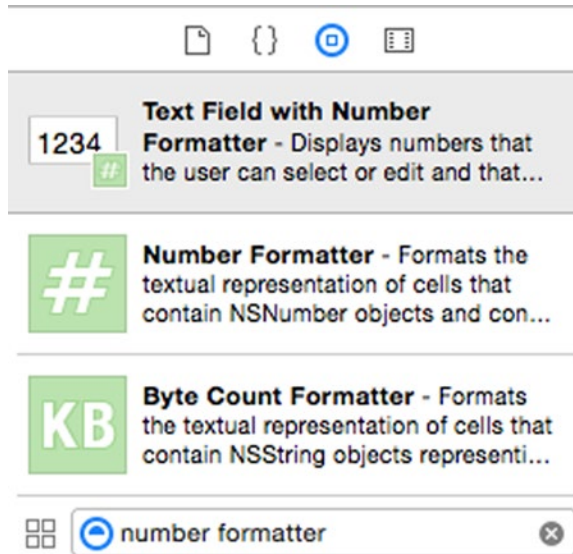 {}
1234
#
Text Field with Number
Formatter - Displays numbers that
the user can select or edit and that...
#
Number Formatter - Formats the
textual representation of cells that
contain NSNumber objects and con...
KB
Byte Count Formatter - Formats
the textual representation of cells that
contain NSString objects representi...
number formatter